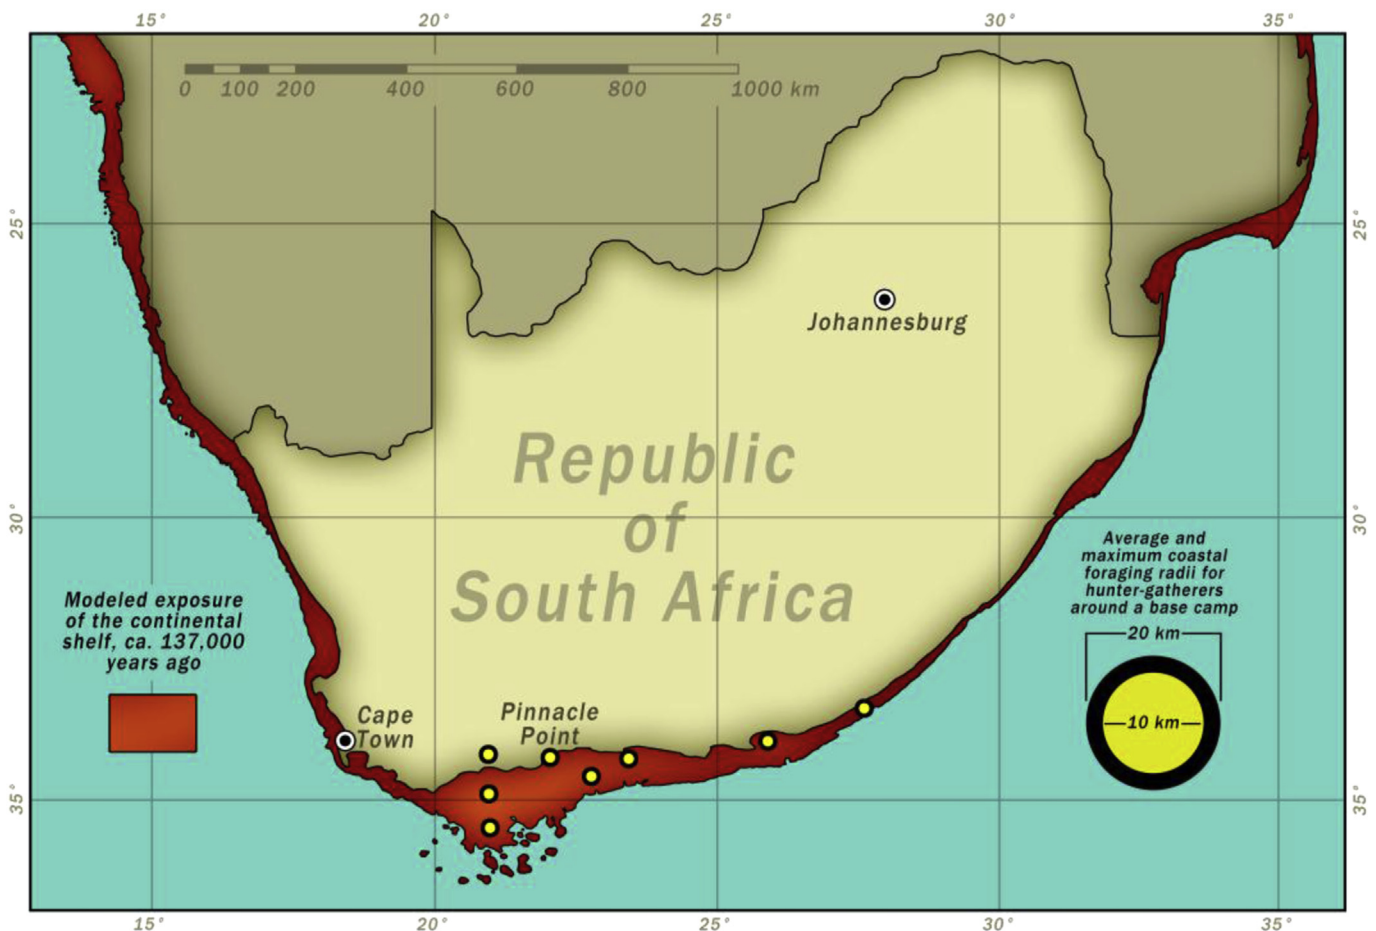 15° 20° 25° 30° 35°
0 100 200 400 600 800 1000 km
25° 25°
Johannesburg
Republic
of
South Africa
30° 30°
Average and
maximum coastal
foraging radii for
hunter-gatherers
around a base camp
20 km
10 km
Modeled exposure
of the continental
shelf, ca. 137,000
years ago
Cape
Town
Pinnacle
Point
35° 35°
15° 20° 25° 30° 35°